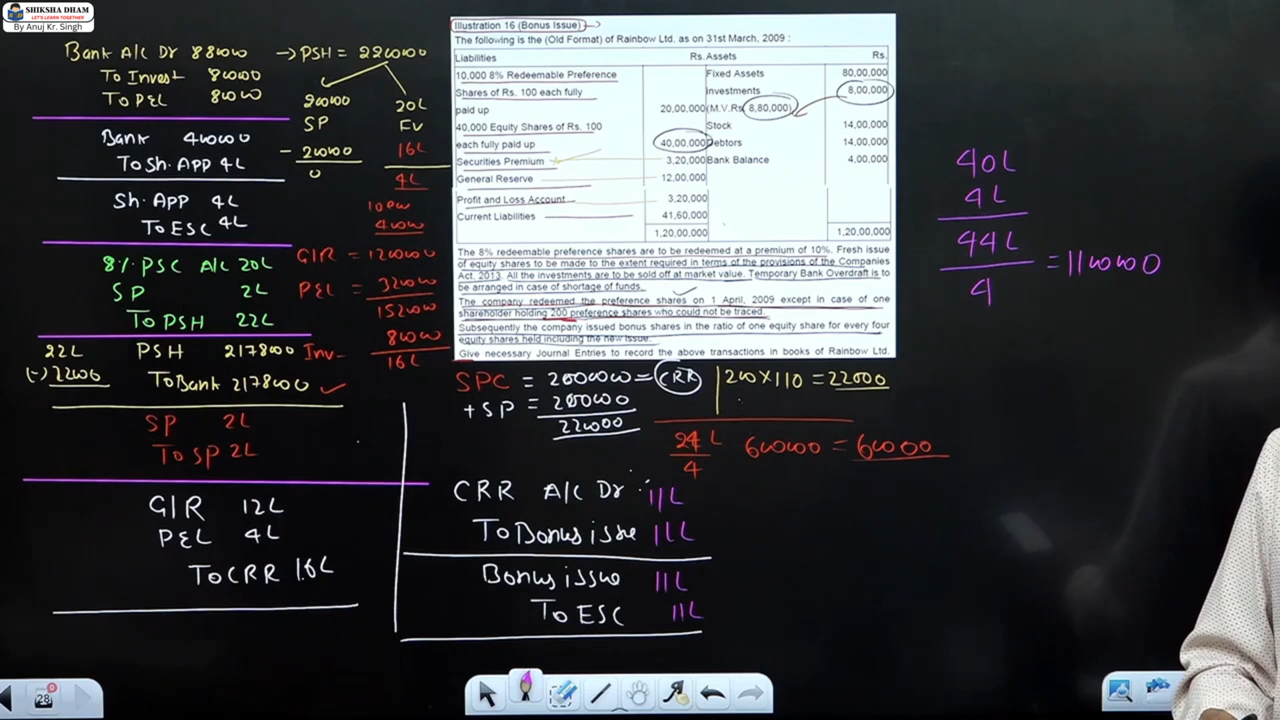 SHIKSHA DHAM
LET'S LEARN TOGETHER
By Anuj Kr. Singh
Bank A/c Dr 880000
To Invest 800000
To P&L 80000
→ PSH = 2200000
200000 20L
SP FV
- 200000 16L
0 4L
10 per
40000
Bank 400000
To Sh. App 4L
Sh. App 4L
To ESC 4L
8% PSC A/c 20L
SP 2L
To PSH 22L
G/R = 1200000
P&L = 320000
1520000
80000
Inv-
16L
22L
(-) 22000
PSH 2178000
To Bank 2178000
SP 2L
To SP 2L
G/R 12L
P&L 4L
To CRR 16L
Illustration 16 (Bonus Issue)
The following is the (Old Format) of Rainbow Ltd. as on 31st March, 2009 :
Liabilities Rs. Assets Rs.
10,000 8% Redeemable Preference Fixed Assets 80,00,000
Shares of Rs. 100 each fully investments 8,00,000
paid up 20,00,000 (M.V.Rs. 8,80,000)
40,000 Equity Shares of Rs. 100 Stock 14,00,000
each fully paid up 40,00,000 Debtors 14,00,000
Securities Premium 3,20,000 Bank Balance 4,00,000
General Reserve 12,00,000
Profit and Loss Account 3,20,000
Current Liabilities 41,60,000
1,20,00,000 1,20,00,000
The 8% redeemable preference shares are to be redeemed at a premium of 10%. Fresh issue
of equity shares to be made to the extent required in terms of the provisions of the Companies
Act, 2013. All the investments are to be sold off at market value. Temporary Bank Overdraft is to
be arranged in case of shortage of funds.
The company redeemed the preference shares on 1 April, 2009 except in case of one
shareholder holding 200 preference shares who could not be traced.
Subsequently the company issued bonus shares in the ratio of one equity share for every four
equity shares held including the new issue.
Give necessary Journal Entries to record the above transactions in books of Rainbow Ltd.
SPC = 2000000 = CRR
+ SP = 200000
22000
200 x 110 = 22000
24L
4
600000 = 60000
CRR A/c Dr 11L
To Bonus issue 11L
Bonus issue 11L
To ESC 11L
40L
4L
44L
4
= 1100000
28